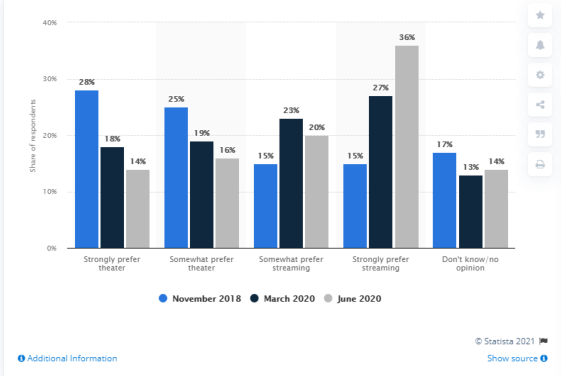 40%
30%
20%
10%
0%
Share of respondents
28%
18%
14%
25%
19%
16%
15%
23%
20%
15%
27%
36%
17%
13%
14%
Strongly prefer
theater
Somewhat prefer
theater
Somewhat prefer
streaming
Strongly prefer
streaming
Don't know/no
opinion
November 2018 March 2020 June 2020
© Statista 2021
Additional Information Show source